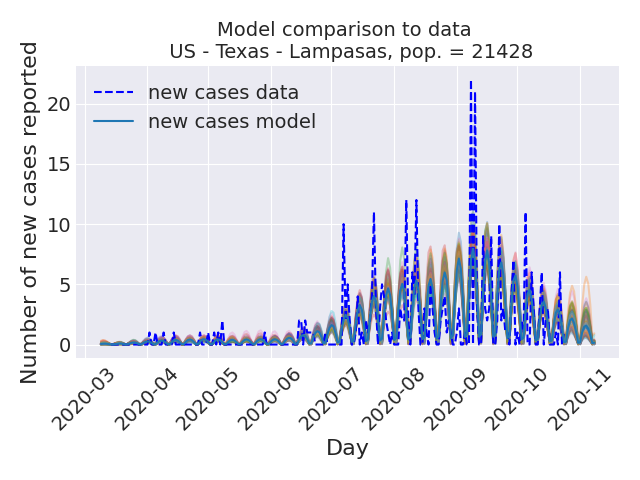 Model comparison to data
US - Texas - Lampasas, pop. = 21428
Number of new cases reported
20
15
10
5
0
new cases data
new cases model
2020-03
2020-04
2020-05
2020-06
2020-07
2020-08
2020-09
2020-10
2020-11
Day